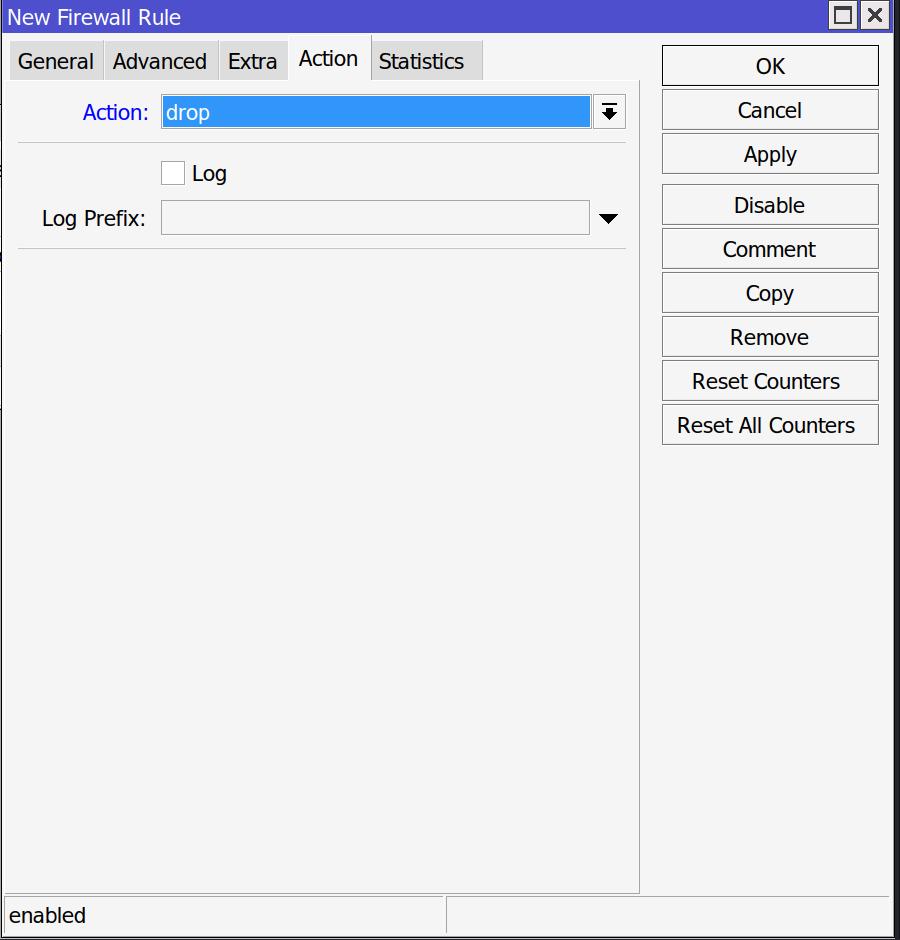 New Firewall Rule
General Advanced Extra Action Statistics
Action: drop
Log
Log Prefix:
OK
Cancel
Apply
Disable
Comment
Copy
Remove
Reset Counters
Reset All Counters
enabled